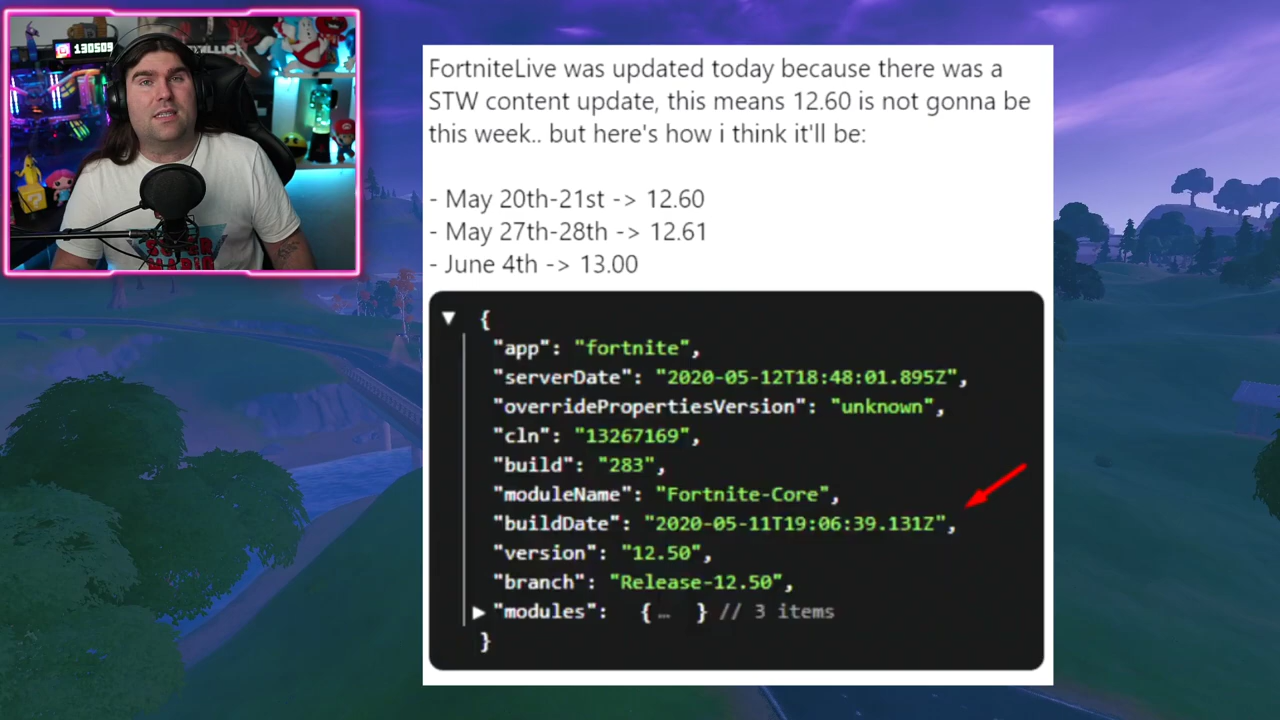 130509
FortniteLive was updated today because there was a
STW content update, this means 12.60 is not gonna be
this week.. but here's how i think it'll be:
- May 20th-21st -> 12.60
- May 27th-28th -> 12.61
- June 4th -> 13.00
▼ {
"app": "fortnite",
"serverDate": "2020-05-12T18:48:01.895Z",
"overridePropertiesVersion": "unknown",
"cln": "13267169",
"build": "283",
"moduleName": "Fortnite-Core",
"buildDate": "2020-05-11T19:06:39.131Z",
"version": "12.50",
"branch": "Release-12.50",
▶ "modules": { … } // 3 items
}
SUPER
MARIO